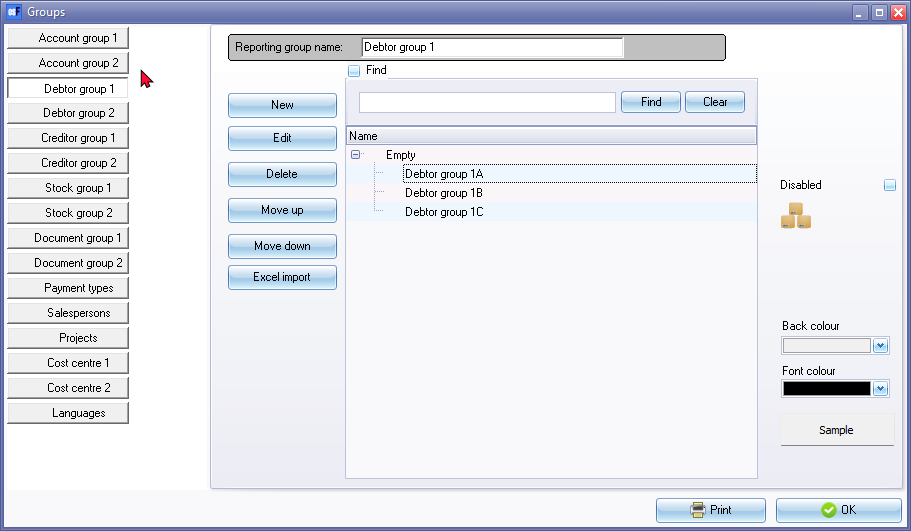 Groups
Account group 1
Account group 2
Debtor group 1
Debtor group 2
Creditor group 1
Creditor group 2
Stock group 1
Stock group 2
Document group 1
Document group 2
Payment types
Salespersons
Projects
Cost centre 1
Cost centre 2
Languages
Reporting group name: Debtor group 1
Find
New
Edit
Delete
Move up
Move down
Excel import
Find Clear
Name
Empty
Debtor group 1A
Debtor group 1B
Debtor group 1C
Disabled
Back colour
Font colour
Sample
Print OK